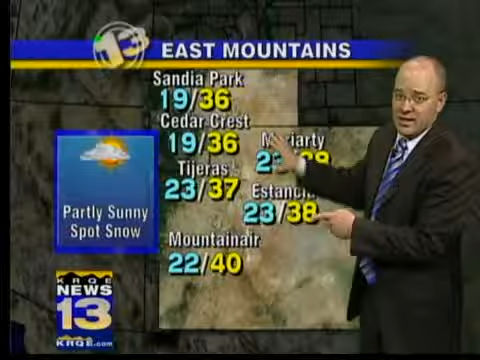 13 EAST MOUNTAINS
Sandia Park
19/36
Cedar Crest
19/36
Moriarty
Tijeras
23/37
Estancia
23/38
Mountainair
22/40
Partly Sunny
Spot Snow
KRQE
NEWS
13
KRQE.com